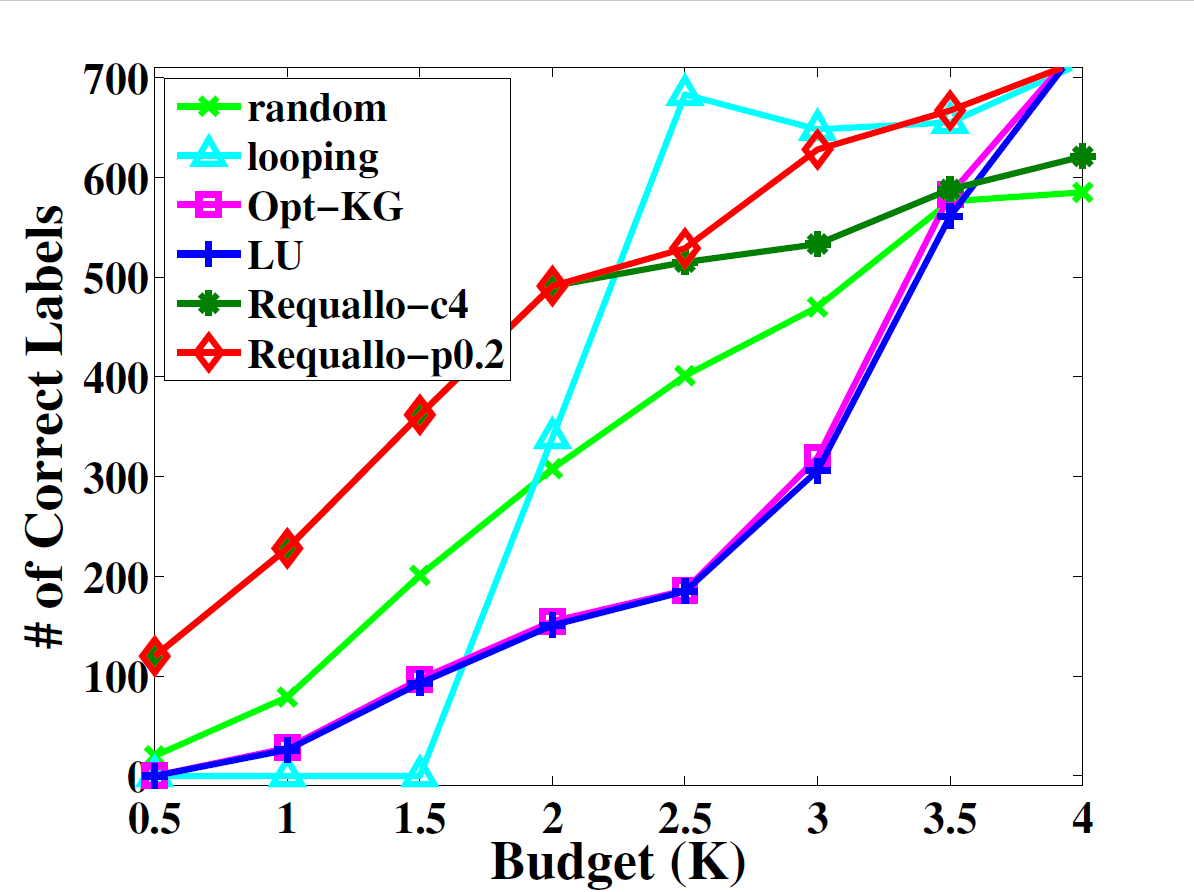 # of Correct Labels
700
600
500
400
300
200
100
0
random
looping
Opt−KG
LU
Requallo−c4
Requallo−p0.2
0.5 1 1.5 2 2.5 3 3.5 4
Budget (K)